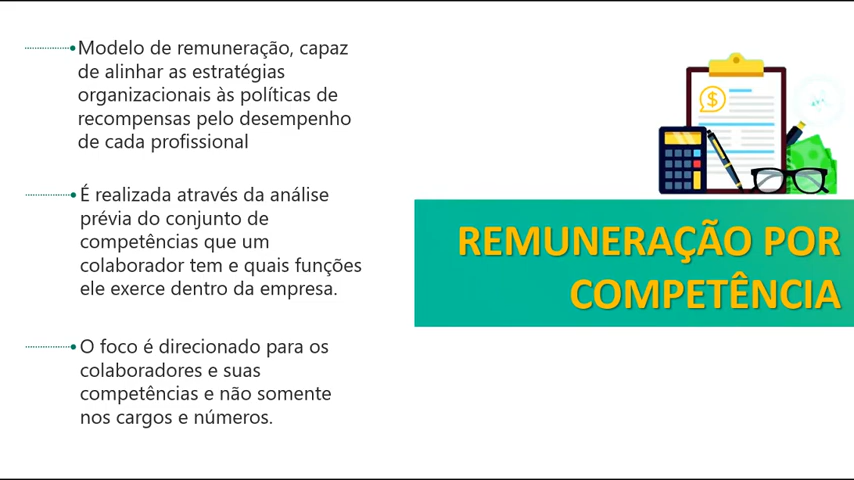 Modelo de remuneração, capaz
de alinhar as estratégias
organizacionais às políticas de
recompensas pelo desempenho
de cada profissional
É realizada através da análise
prévia do conjunto de
competências que um
colaborador tem e quais funções
ele exerce dentro da empresa.
O foco é direcionado para os
colaboradores e suas
competências e não somente
nos cargos e números.
$
REMUNERAÇÃO POR
COMPETÊNCIA